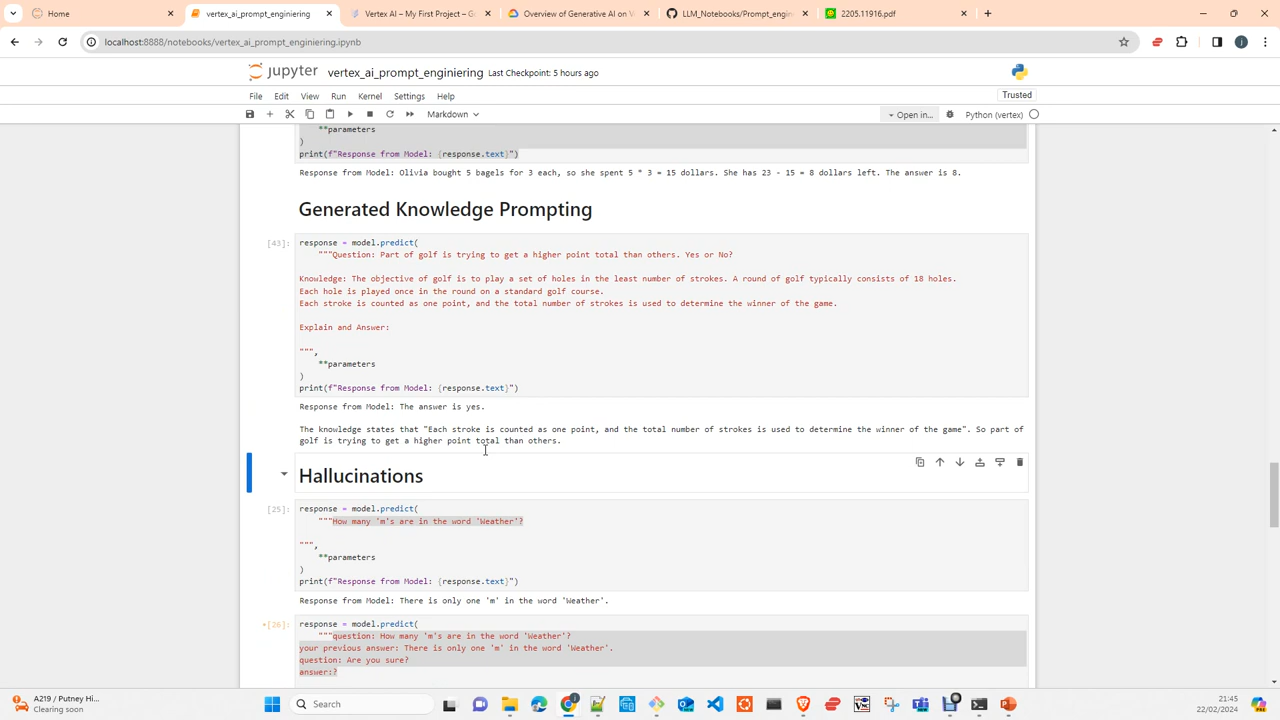 Home
vertex_ai_prompt_enginiering
Vertex AI – My First Project – Go
Overview of Generative AI on V
LLM_Notebooks/Prompt_engin
2205.11916.pdf
localhost:8888/notebooks/vertex_ai_prompt_enginiering.ipynb
jupyter vertex_ai_prompt_enginiering Last Checkpoint: 5 hours ago
File Edit View Run Kernel Settings Help
Trusted
Markdown
Open in...
Python (vertex)
**parameters
)
print(f"Response from Model: {response.text}")
Response from Model: Olivia bought 5 bagels for 3 each, so she spent 5 * 3 = 15 dollars. She has 23 - 15 = 8 dollars left. The answer is 8.
Generated Knowledge Prompting
[43]: response = model.predict(
"""Question: Part of golf is trying to get a higher point total than others. Yes or No?
Knowledge: The objective of golf is to play a set of holes in the least number of strokes. A round of golf typically consists of 18 holes.
Each hole is played once in the round on a standard golf course.
Each stroke is counted as one point, and the total number of strokes is used to determine the winner of the game.
Explain and Answer:
""",
**parameters
)
print(f"Response from Model: {response.text}")
Response from Model: The answer is yes.
The knowledge states that "Each stroke is counted as one point, and the total number of strokes is used to determine the winner of the game". So part of
golf is trying to get a higher point total than others.
Hallucinations
[25]: response = model.predict(
"""How many 'm's are in the word 'Weather'?
""",
**parameters
)
print(f"Response from Model: {response.text}")
Response from Model: There is only one 'm' in the word 'Weather'.
•[26]: response = model.predict(
"""question: How many 'm's are in the word 'Weather'?
your previous answer: There is only one 'm' in the word 'Weather'.
question: Are you sure?
answer:?
A219 / Putney Hi...
Clearing soon
Search
21:45
22/02/2024